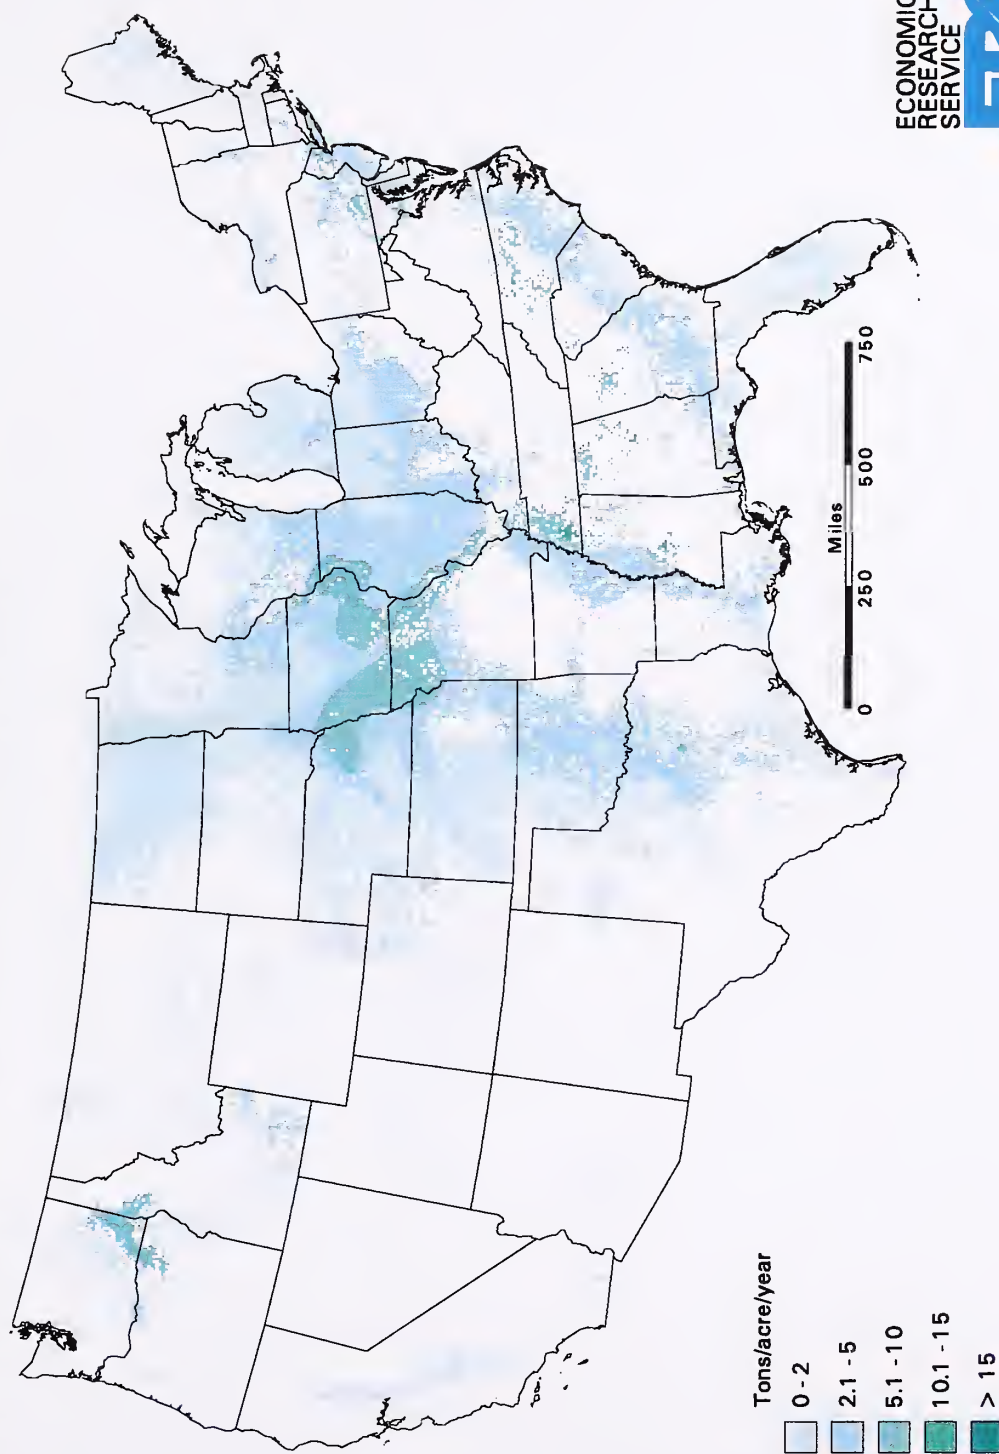 ECONOMIC
RESEARCH
SERVICE
Miles
0 250 500 750
Tons/acre/year
0 - 2
2.1 - 5
5.1 - 10
10.1 - 15
> 15